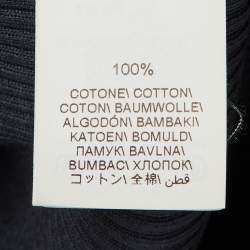 100%
COTONE\ COTTON\
COTON\ BAUMWOLLE\
ALGODÓN\ BAMBAKI\
KATOEN\ BOMULD\
ПАМУК\ BAVLNA\
BUMBAC\ ХЛОПОК\
コットン\ 全棉\ قطن\